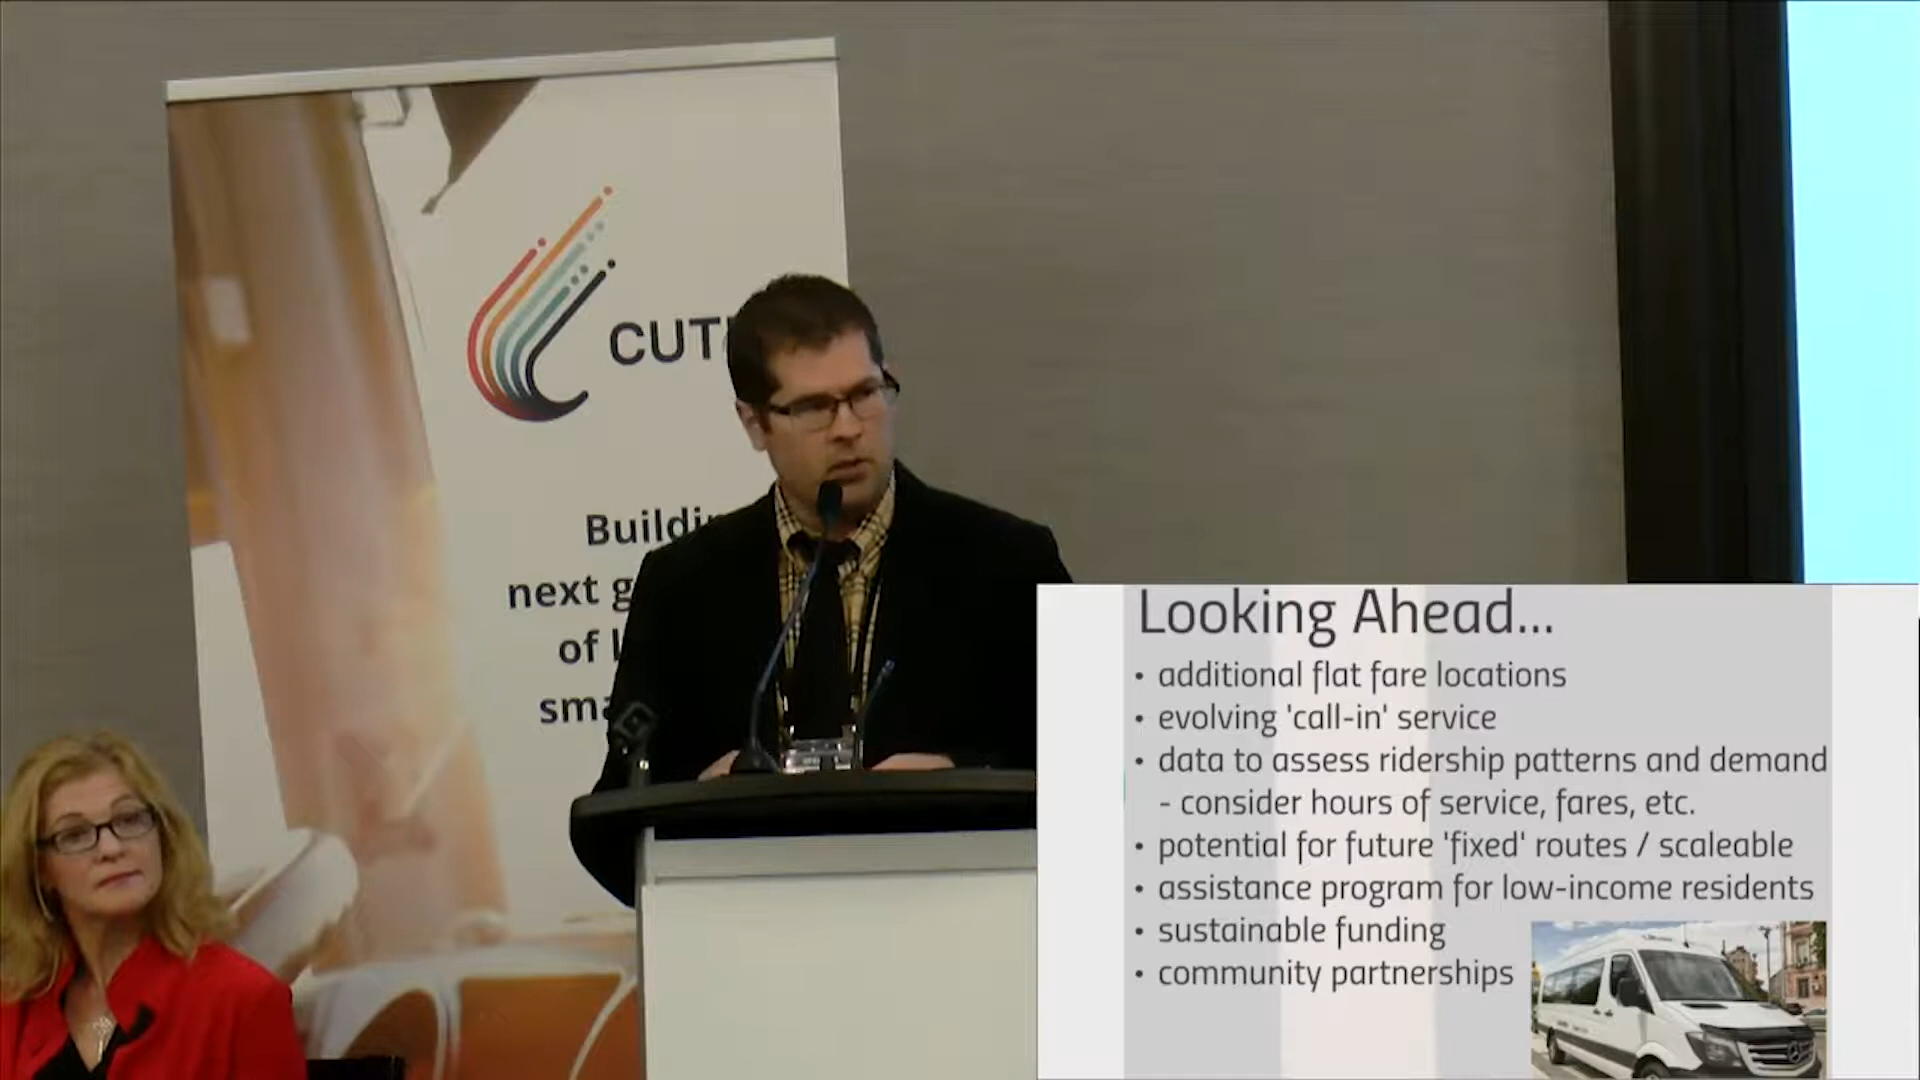 CUT
Buildin
next g
of l
sma
Looking Ahead...
• additional flat fare locations
• evolving 'call-in' service
• data to assess ridership patterns and demand
- consider hours of service, fares, etc.
• potential for future 'fixed' routes / scaleable
• assistance program for low-income residents
• sustainable funding
• community partnerships